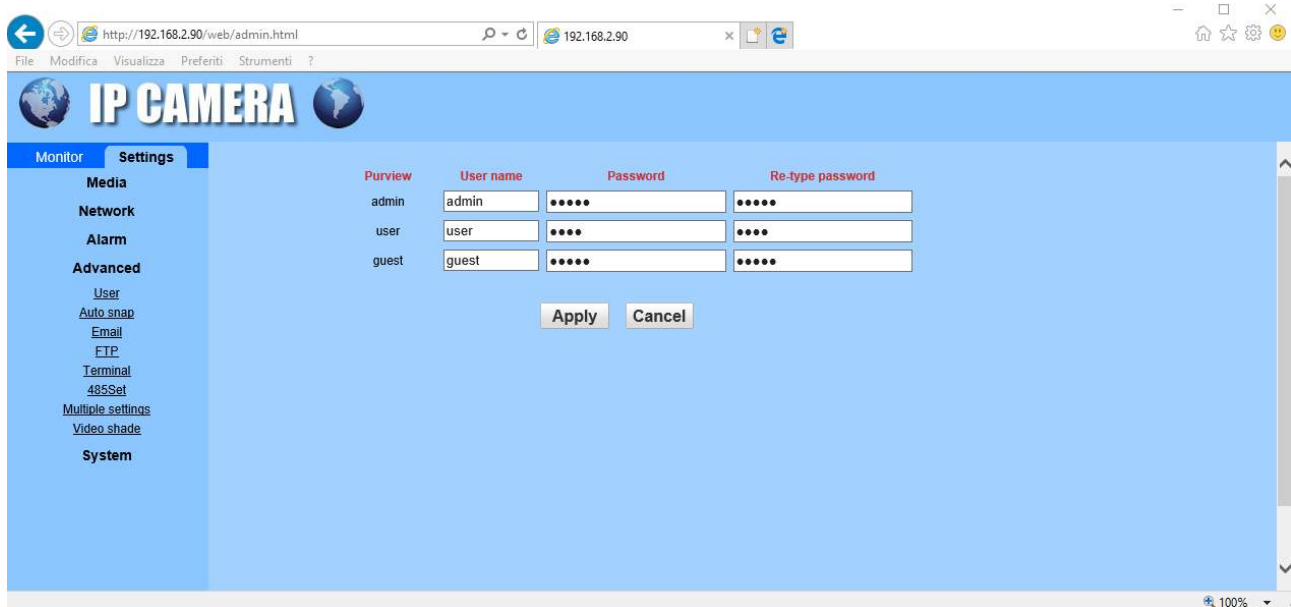 http://192.168.2.90/web/admin.html 192.168.2.90
File Modifica Visualizza Preferiti Strumenti ?
IP CAMERA
Monitor Settings
Media
Network
Alarm
Advanced
User
Auto snap
Email
FTP
Terminal
485Set
Multiple settings
Video shade
System
Purview User name Password Re-type password
admin admin ••••• •••••
user user •••• ••••
guest guest ••••• •••••
Apply Cancel
100%